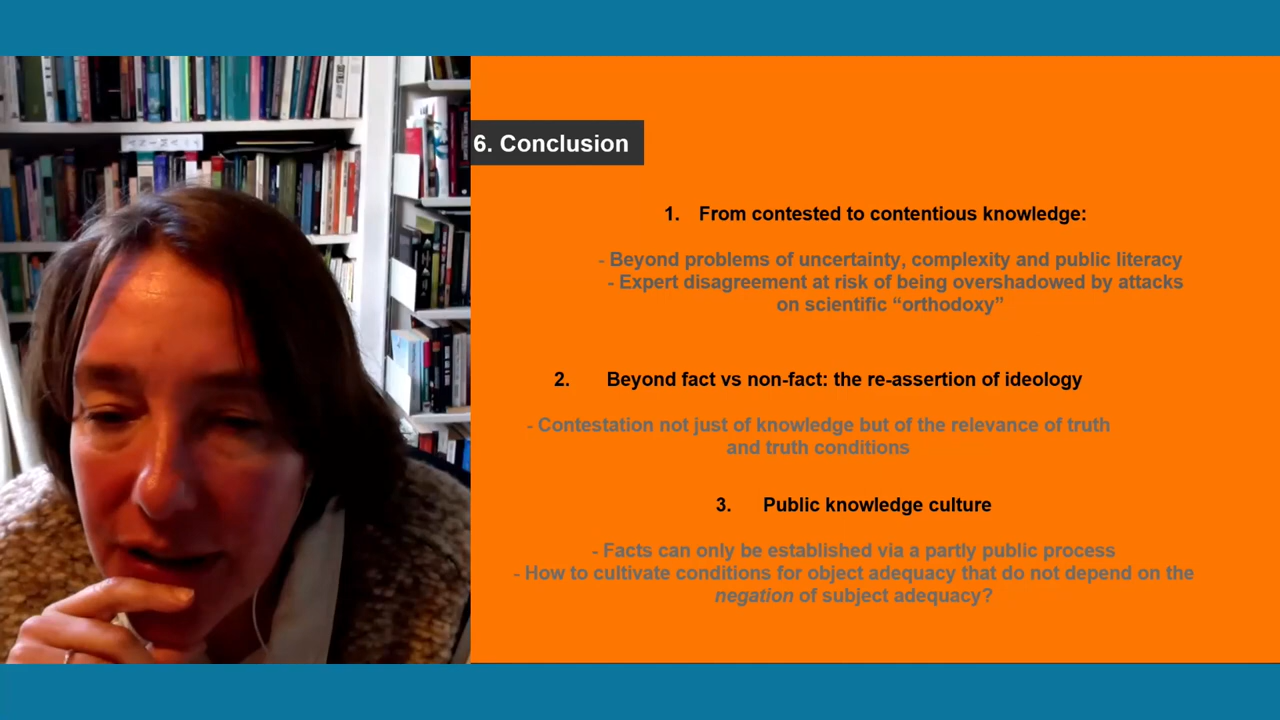 ANIMA
6. Conclusion
1. From contested to contentious knowledge:
- Beyond problems of uncertainty, complexity and public literacy
- Expert disagreement at risk of being overshadowed by attacks
on scientific “orthodoxy”
2. Beyond fact vs non-fact: the re-assertion of ideology
- Contestation not just of knowledge but of the relevance of truth
and truth conditions
3. Public knowledge culture
- Facts can only be established via a partly public process
- How to cultivate conditions for object adequacy that do not depend on the
negation of subject adequacy?